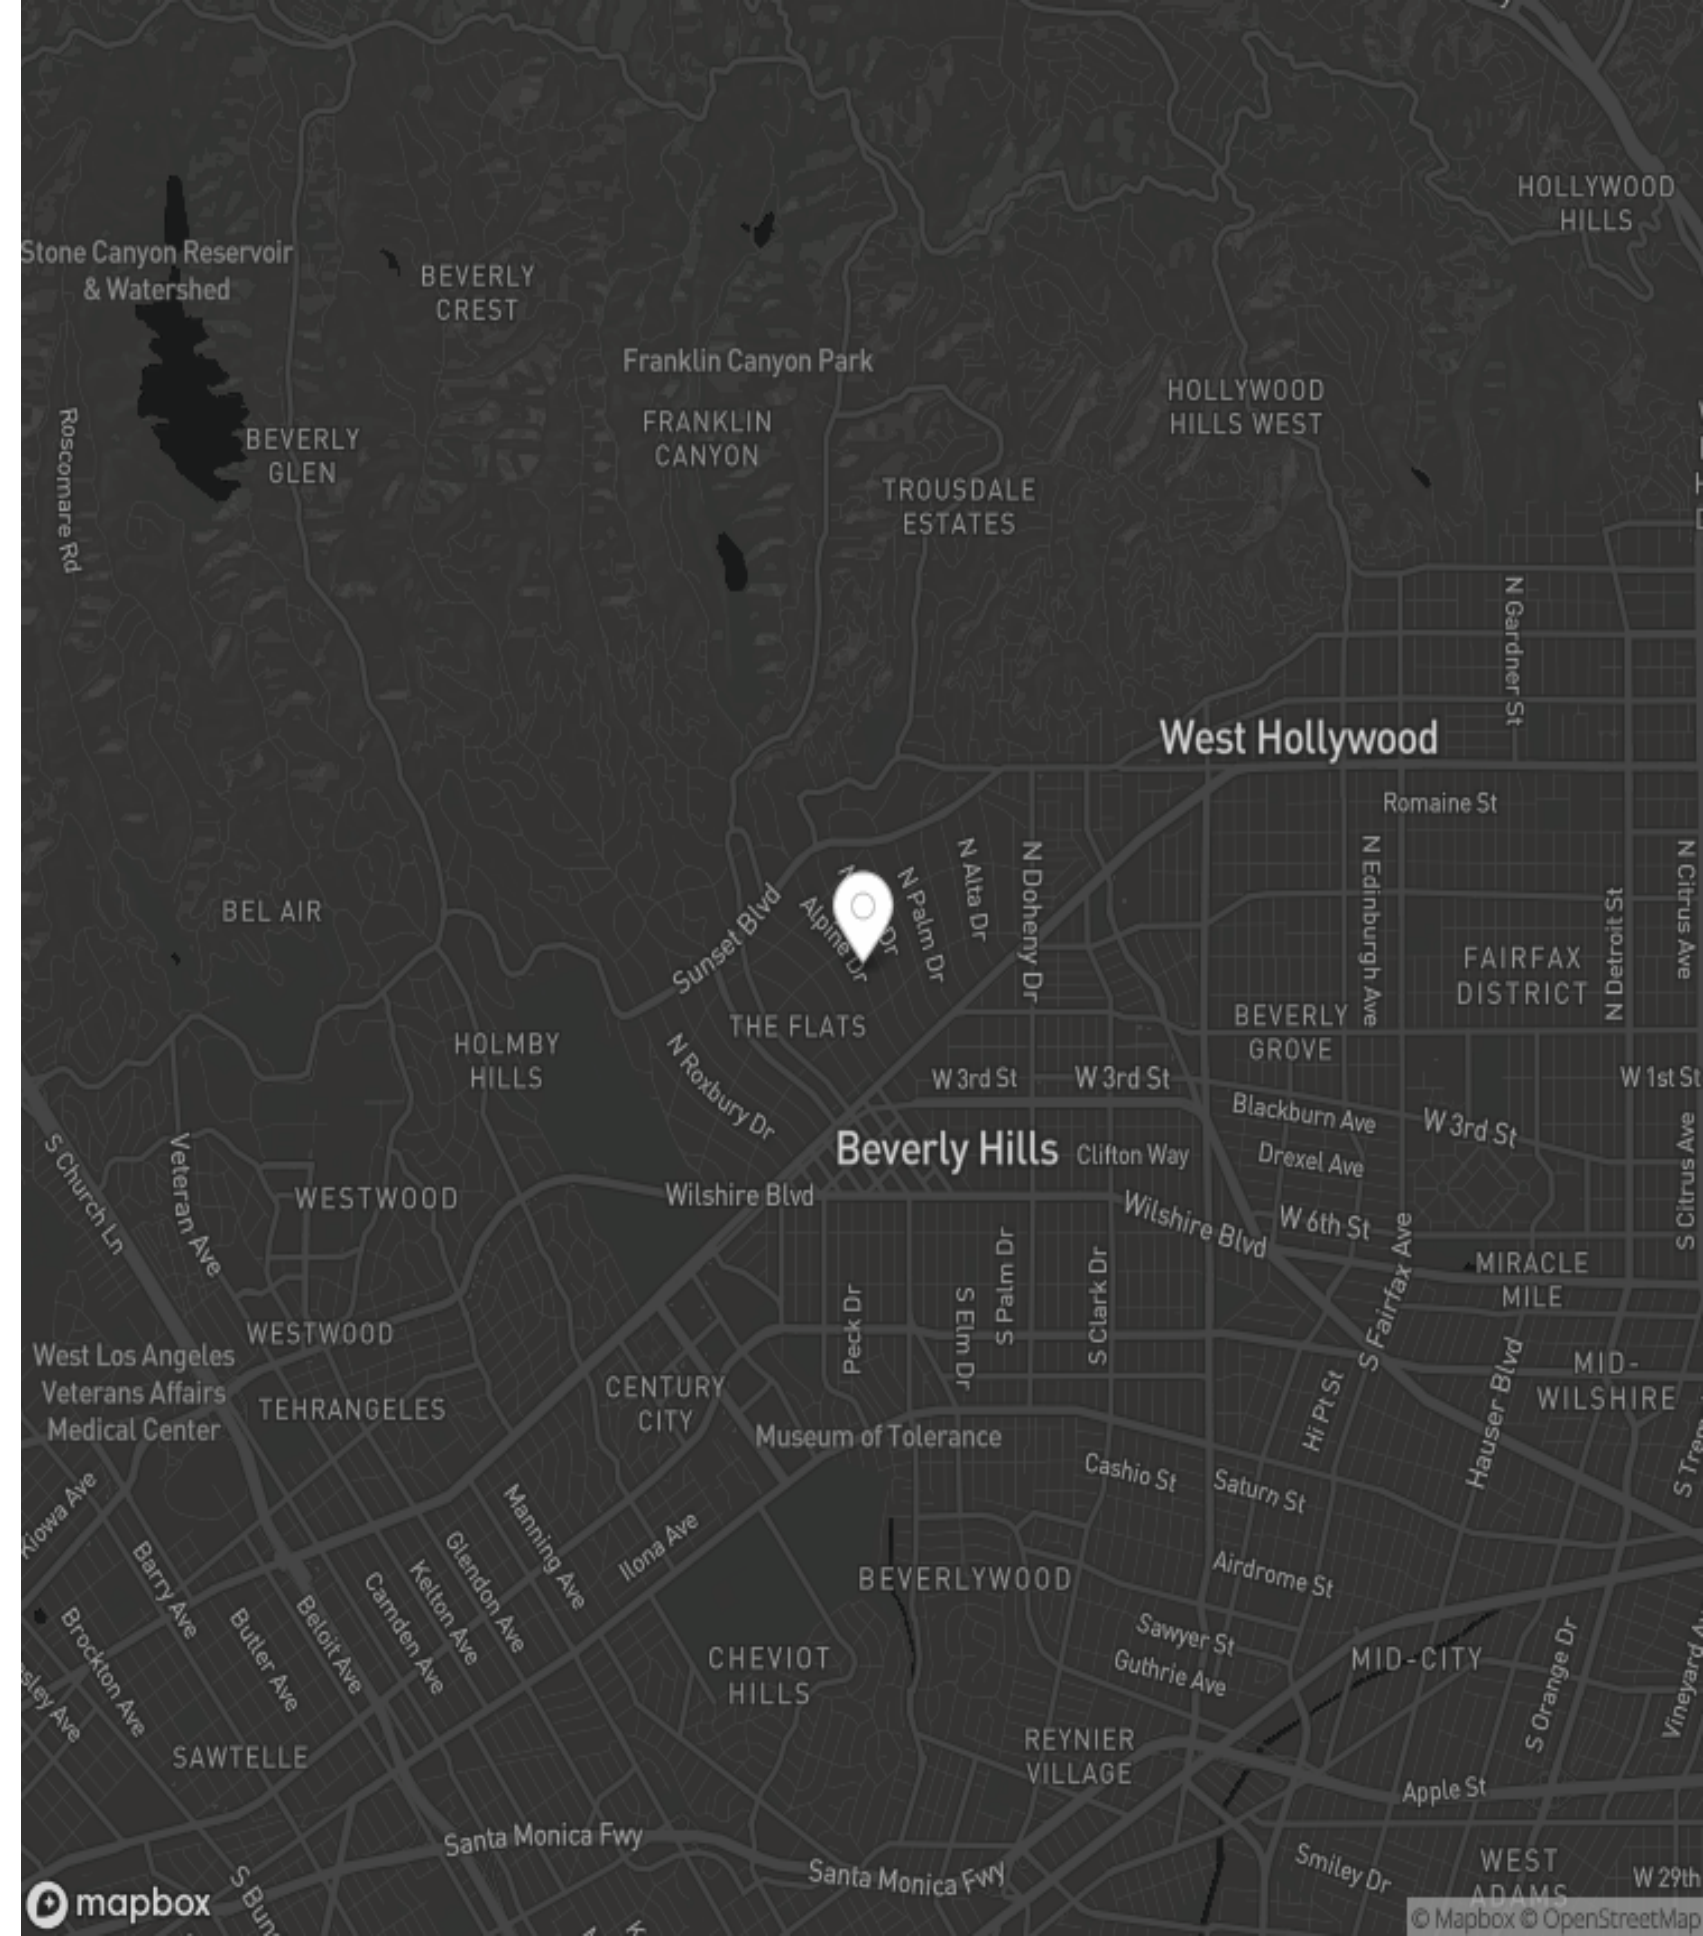 HOLLYWOOD
HILLS
Stone Canyon Reservoir
& Watershed
BEVERLY
CREST
Franklin Canyon Park
HOLLYWOOD
HILLS WEST
Roscomare Rd
BEVERLY
GLEN
FRANKLIN
CANYON
TROUSDALE
ESTATES
N Gardner St
West Hollywood
Romaine St
BEL AIR
Sunset Blvd
Alpine Dr
Dr
N Palm Dr
N Alta Dr
N Doheny Dr
N Edinburgh Ave
FAIRFAX
DISTRICT
N Detroit St
N Citrus Ave
THE FLATS
BEVERLY
GROVE
HOLMBY
HILLS
N Roxbury Dr
W 3rd St
W 3rd St
W 1st St
Blackburn Ave
W 3rd St
S Church Ln
Veteran Ave
Beverly Hills
Clifton Way
Drexel Ave
S Citrus Ave
WESTWOOD
Wilshire Blvd
Wilshire Blvd
W 6th St
S Fairfax Ave
MIRACLE
MILE
Peck Dr
S Elm Dr
S Palm Dr
S Clark Dr
WESTWOOD
West Los Angeles
Veterans Affairs
Medical Center
TEHRANGELES
CENTURY
CITY
Hi Pt St
Hauser Blvd
MID-
WILSHIRE
Museum of Tolerance
Cashio St
Saturn St
Kiowa Ave
Manning Ave
Ilona Ave
Barry Ave
Glendon Ave
Kelton Ave
Camden Ave
Beloit Ave
Butler Ave
Brockton Ave
BEVERLYWOOD
Airdrome St
Sawyer St
Guthrie Ave
MID-CITY
S Orange Dr
Vineyard
CHEVIOT
HILLS
SAWTELLE
REYNIER
VILLAGE
Apple St
Santa Monica Fwy
Santa Monica Fwy
Smiley Dr
WEST
ADAMS
W 29th
mapbox
© Mapbox © OpenStreetMap